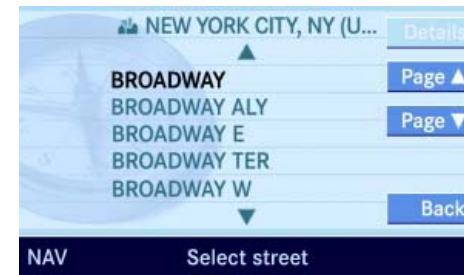 NEW YORK CITY, NY (U...
Details
BROADWAY
Page ▲
BROADWAY ALY
Page ▼
BROADWAY E
BROADWAY TER
BROADWAY W
Back
NAV Select street